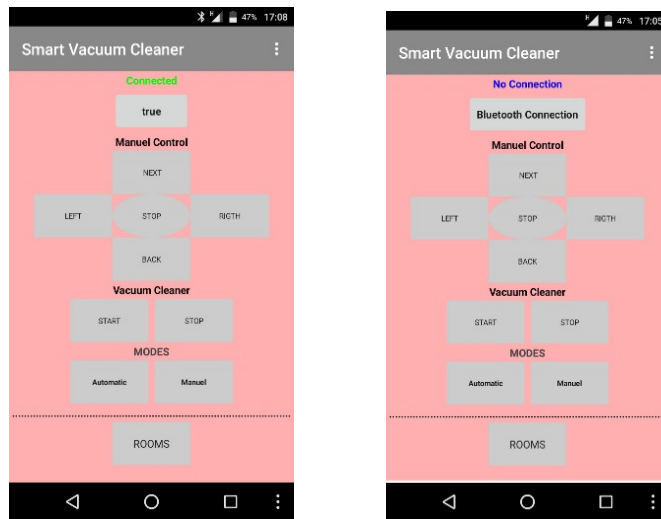 H 47% 17:08
Smart Vacuum Cleaner
Connected
true
Manuel Control
NEXT
LEFT STOP RIGTH
BACK
Vacuum Cleaner
START STOP
MODES
Automatic Manuel
ROOMS
H 47% 17:05
Smart Vacuum Cleaner
No Connection
Bluetooth Connection
Manuel Control
NEXT
LEFT STOP RIGTH
BACK
Vacuum Cleaner
START STOP
MODES
Automatic Manuel
ROOMS